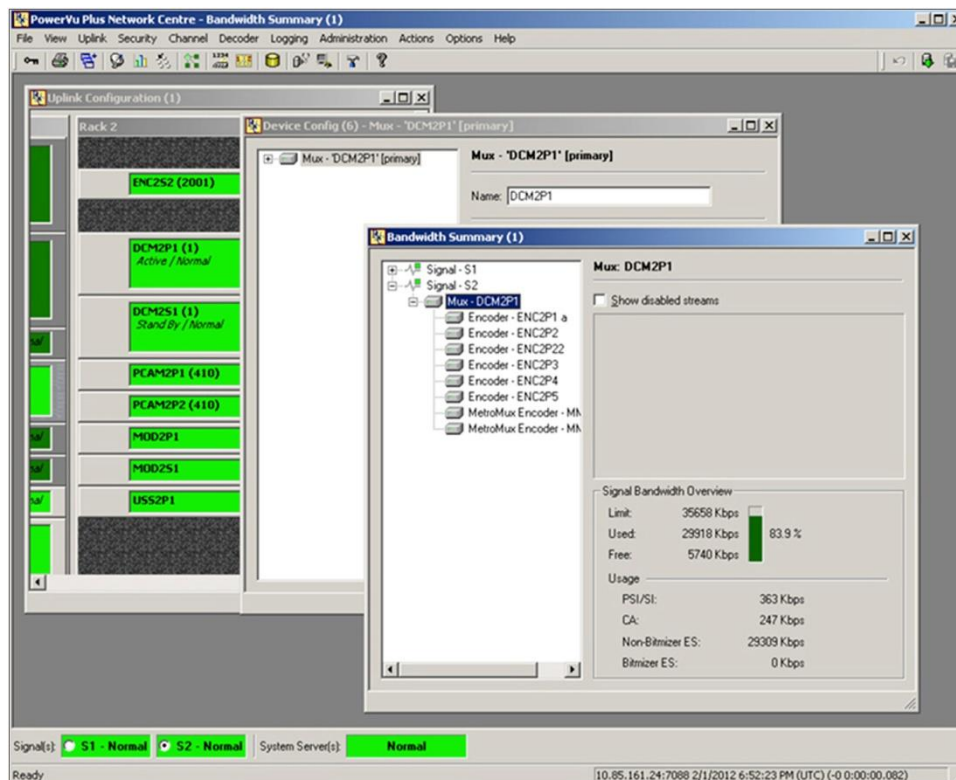 PowerVu Plus Network Centre - Bandwidth Summary (1)
File View Uplink Security Channel Decoder Logging Administration Actions Options Help
Uplink Configuration (1)
Rack 2
ENC2S2 (2001)
DCM2P1 (1)
Active / Normal
DCM2S1 (1)
Stand By / Normal
PCAM2P1 (410)
PCAM2P2 (410)
MOD2P1
MOD2S1
USS2P1
Device Config (6) - Mux - 'DCM2P1' [primary]
Mux - 'DCM2P1' [primary]
Mux - 'DCM2P1' [primary]
Name: DCM2P1
Bandwidth Summary (1)
Signal - S1
Signal - S2
Mux - DCM2P1
Encoder - ENC2P1 a
Encoder - ENC2P2
Encoder - ENC2P22
Encoder - ENC2P3
Encoder - ENC2P4
Encoder - ENC2P5
MetroMux Encoder -
MetroMux Encoder -
Mux: DCM2P1
Show disabled streams
Signal Bandwidth Overview
Limit: 35658 Kbps
Used: 29918 Kbps 83.9 %
Free: 5740 Kbps
Usage
PSI/SI: 363 Kbps
CA: 247 Kbps
Non-Bitmizer ES: 29309 Kbps
Bitmizer ES: 0 Kbps
Signal(s): S1 - Normal S2 - Normal System Server(s): Normal
Ready 10.85.161.24:7088 2/1/2012 6:52:23 PM (UTC) (-0 0:00:00.082)